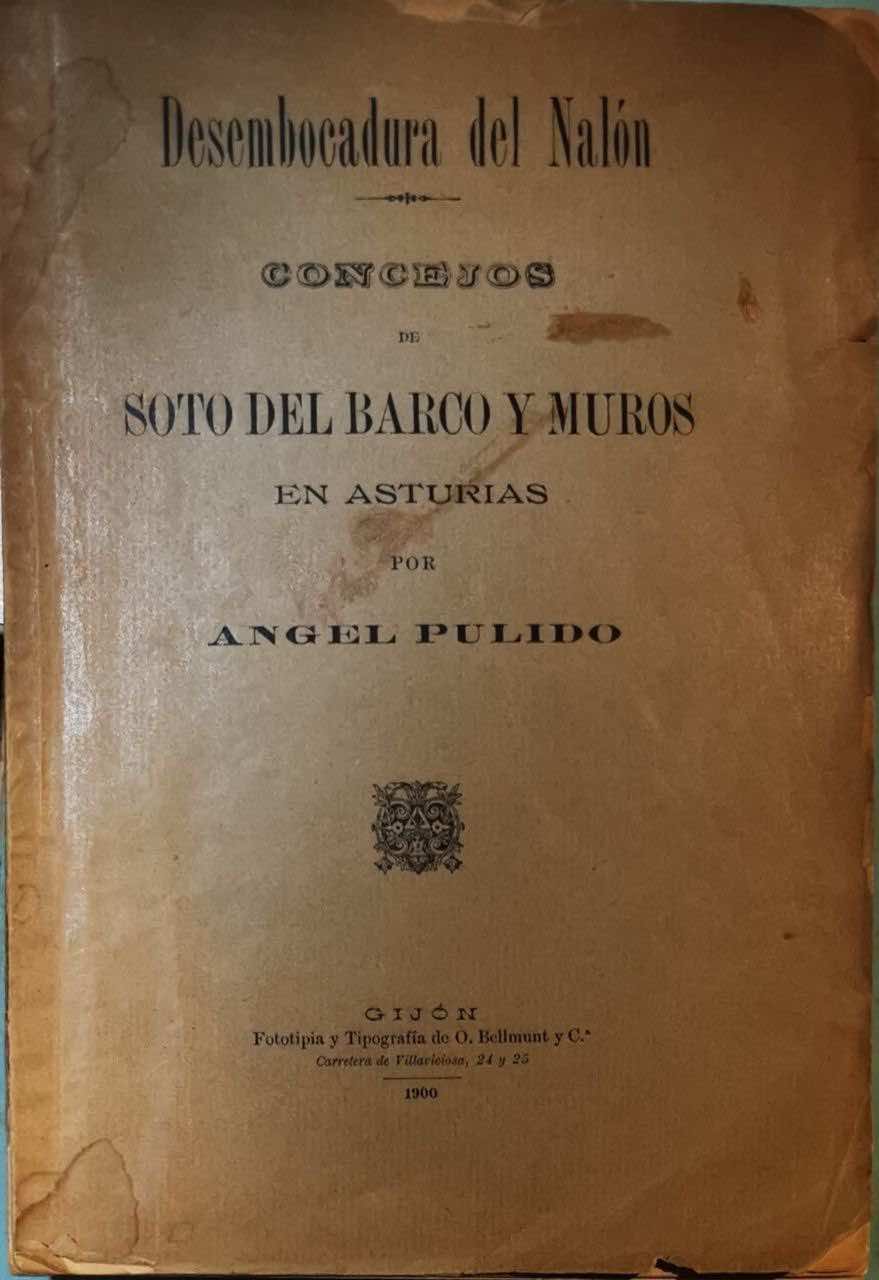 Desembocadura del Nalón
CONCEJOS
DE
SOTO DEL BARCO Y MUROS
EN ASTURIAS
POR
ANGEL PULIDO
GIJÓN
Fototipia y Tipografía de O. Bellmunt y C.ª
Carretera de Villaviciosa, 24 y 25
1900